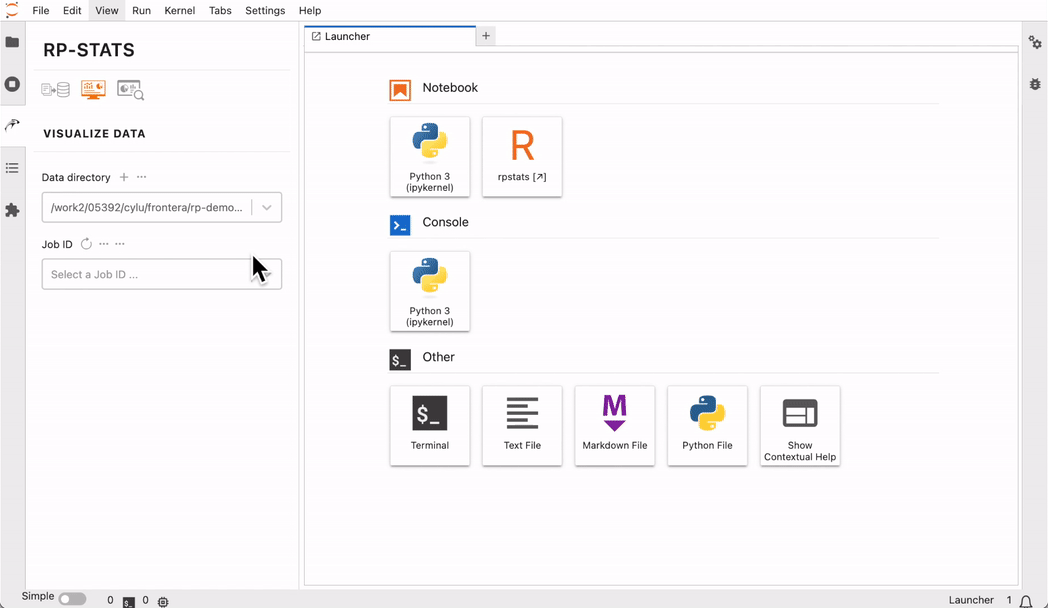 File Edit View Run Kernel Tabs Settings Help
RP-STATS
VISUALIZE DATA
Data directory + ...
/work2/05392/cylu/frontera/rp-demo...
Job ID ... ...
Select a Job ID ...
Launcher +
Notebook
Python 3
(ipykernel)
R
rpstats [↗]
>_ Console
Python 3
(ipykernel)
$_ Other
$_
Terminal
Text File
M
Markdown File
Python File
Show
Contextual Help
Simple 0 $_ 0 Launcher 1